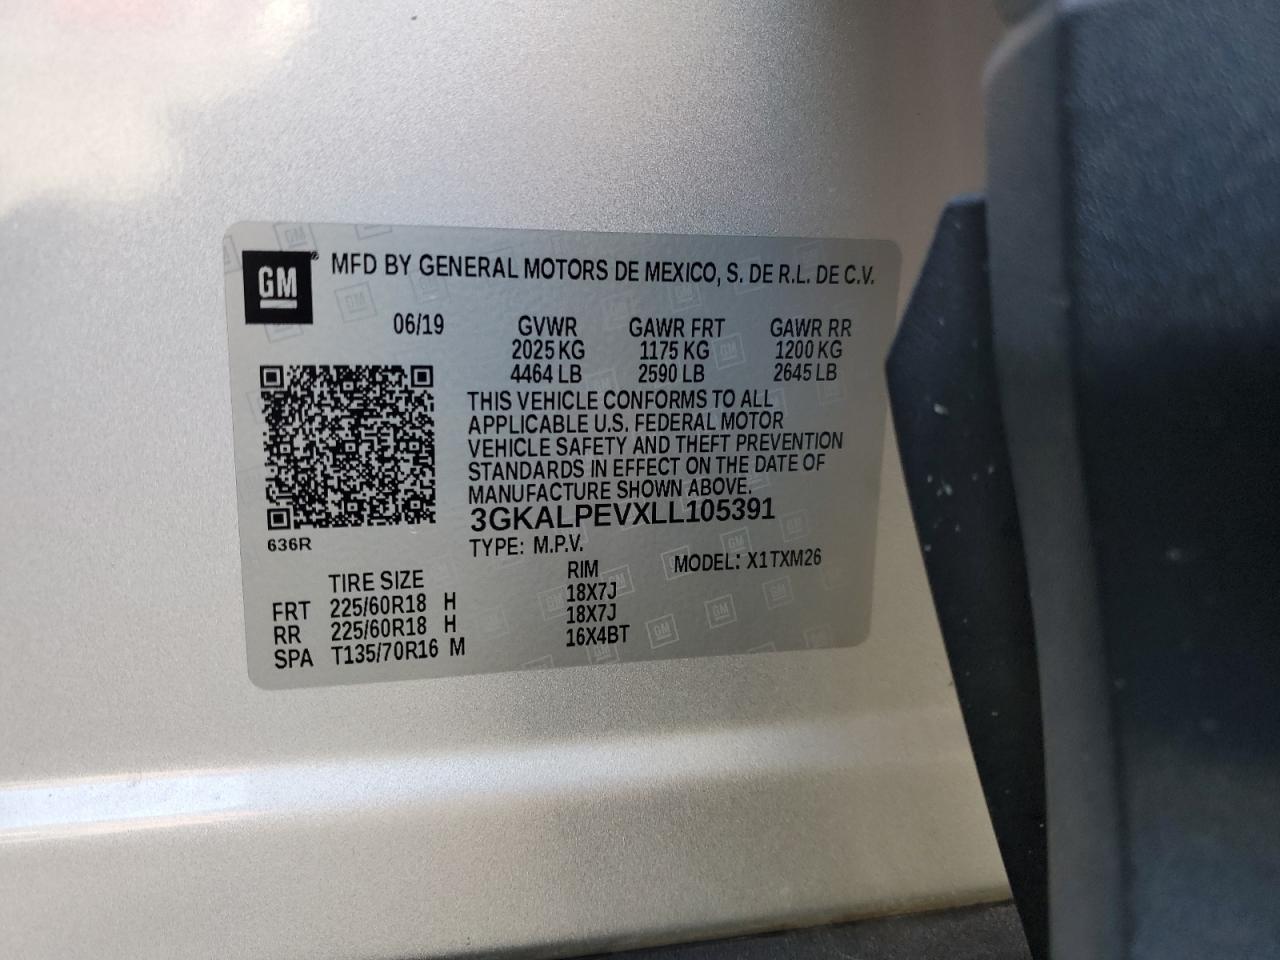 GM® MFD BY GENERAL MOTORS DE MEXICO, S. DE R.L. DE C.V.
06/19 GVWR GAWR FRT GAWR RR
2025 KG 1175 KG 1200 KG
4464 LB 2590 LB 2645 LB
THIS VEHICLE CONFORMS TO ALL
APPLICABLE U.S. FEDERAL MOTOR
VEHICLE SAFETY AND THEFT PREVENTION
STANDARDS IN EFFECT ON THE DATE OF
MANUFACTURE SHOWN ABOVE.
3GKALPEVXLL105391
636R
TYPE: M.P.V. MODEL: X1TXM26
TIRE SIZE RIM
FRT 225/60R18 H 18X7J
RR 225/60R18 H 18X7J
SPA T135/70R16 M 16X4BT